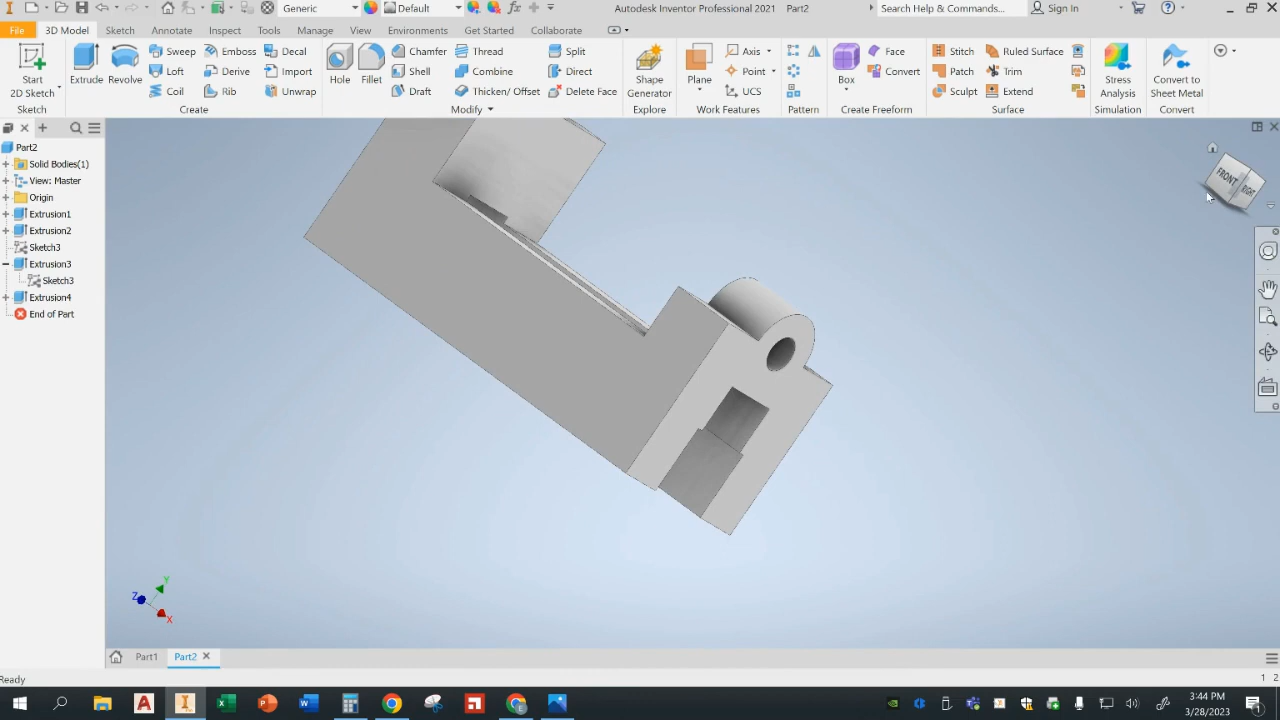 Generic Default Autodesk Inventor Professional 2021 Part2 Search Help & Commands... Sign In
File 3D Model Sketch Annotate Inspect Tools Manage View Environments Get Started Collaborate
Start
2D Sketch
Sketch
Extrude Revolve
Sweep Emboss Decal
Loft Derive Import
Coil Rib Unwrap
Create
Hole Fillet
Chamfer Thread Split
Shell Combine Direct
Draft Thicken/ Offset Delete Face
Modify
Shape
Generator
Explore
Plane
Axis
Point
UCS
Work Features
Pattern
Box
Face
Convert
Create Freeform
Stitch Ruled Surface
Patch Trim
Sculpt Extend
Surface
Stress
Analysis
Simulation
Convert to
Sheet Metal
Convert
Part2
Solid Bodies(1)
View: Master
Origin
Extrusion1
Extrusion2
Sketch3
Extrusion3
Sketch3
Extrusion4
End of Part
FRONT RIGHT
Y
Z
X
Part1 Part2
Ready
1 2
3:44 PM
3/28/2023